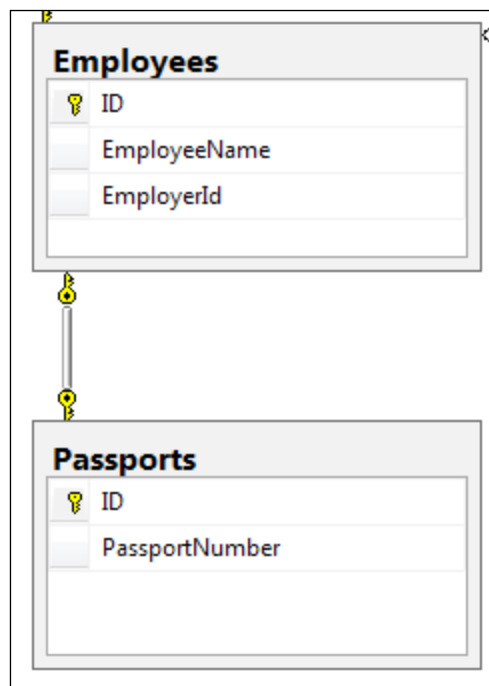 Employees
ID
EmployeeName
EmployerId
Passports
ID
PassportNumber